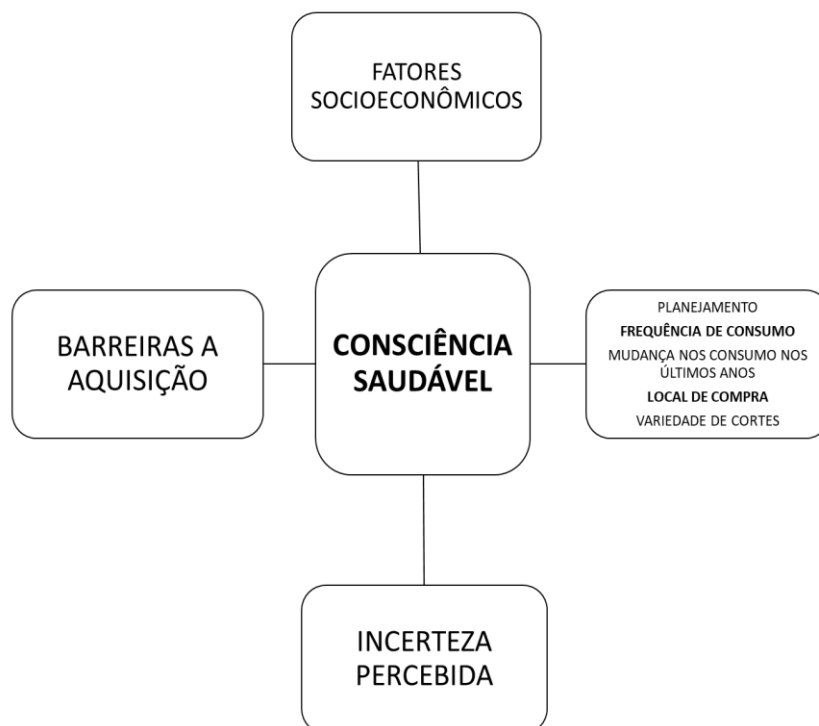 FATORES
SOCIOECONÔMICOS
BARREIRAS A
AQUISIÇÃO
CONSCIÊNCIA
SAUDÁVEL
PLANEJAMENTO
FREQUÊNCIA DE CONSUMO
MUDANÇA NOS CONSUMO NOS
ÚLTIMOS ANOS
LOCAL DE COMPRA
VARIEDADE DE CORTES
INCERTEZA
PERCEBIDA